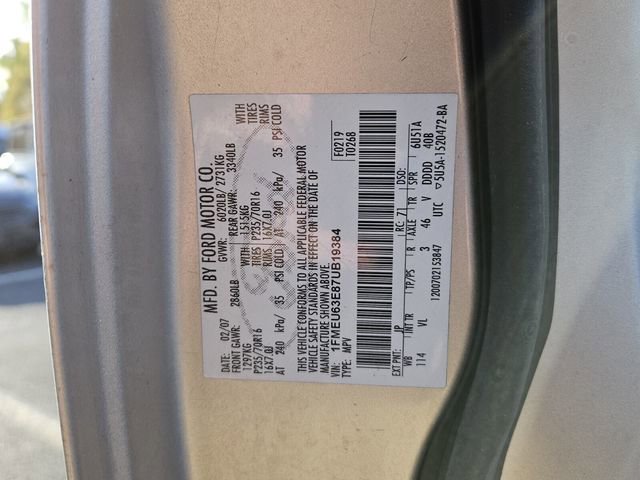 MFD. BY FORD MOTOR CO.
DATE: 02/07 GVWR: 6020LB/ 2731KG
FRONT GAWR: 2860LB REAR GAWR: 3340LB
1297KG WITH 1515KG WITH
P235/70R16 TIRES P235/70R16 TIRES
16X7.0J RIMS 16X7.0J RIMS
AT 240 kPa/ 35 PSI COLD AT 240 kPa/ 35 PSI COLD
THIS VEHICLE CONFORMS TO ALL APPLICABLE FEDERAL MOTOR
VEHICLE SAFETY STANDARDS IN EFFECT ON THE DATE OF
MANUFACTURE SHOWN ABOVE.
VIN: 1FMEU63E87UB19384
TYPE: MPV
F0219
T0268
EXT PNT: JP RC: 71 DSO:
WB INT TR TP/PS R AXLE TR SPR
114 VL 3 46 V DDDD 6U51A
40B
1200702153847 UTC ▽5U5A-1520472-BA